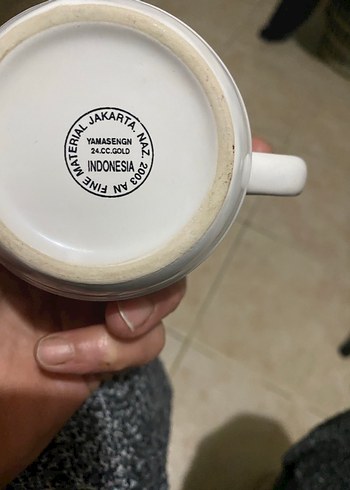 AN FINE MATERIAL JAKARTA. NAZ. 2003
YAMASENGN
24.CC.GOLD
INDONESIA